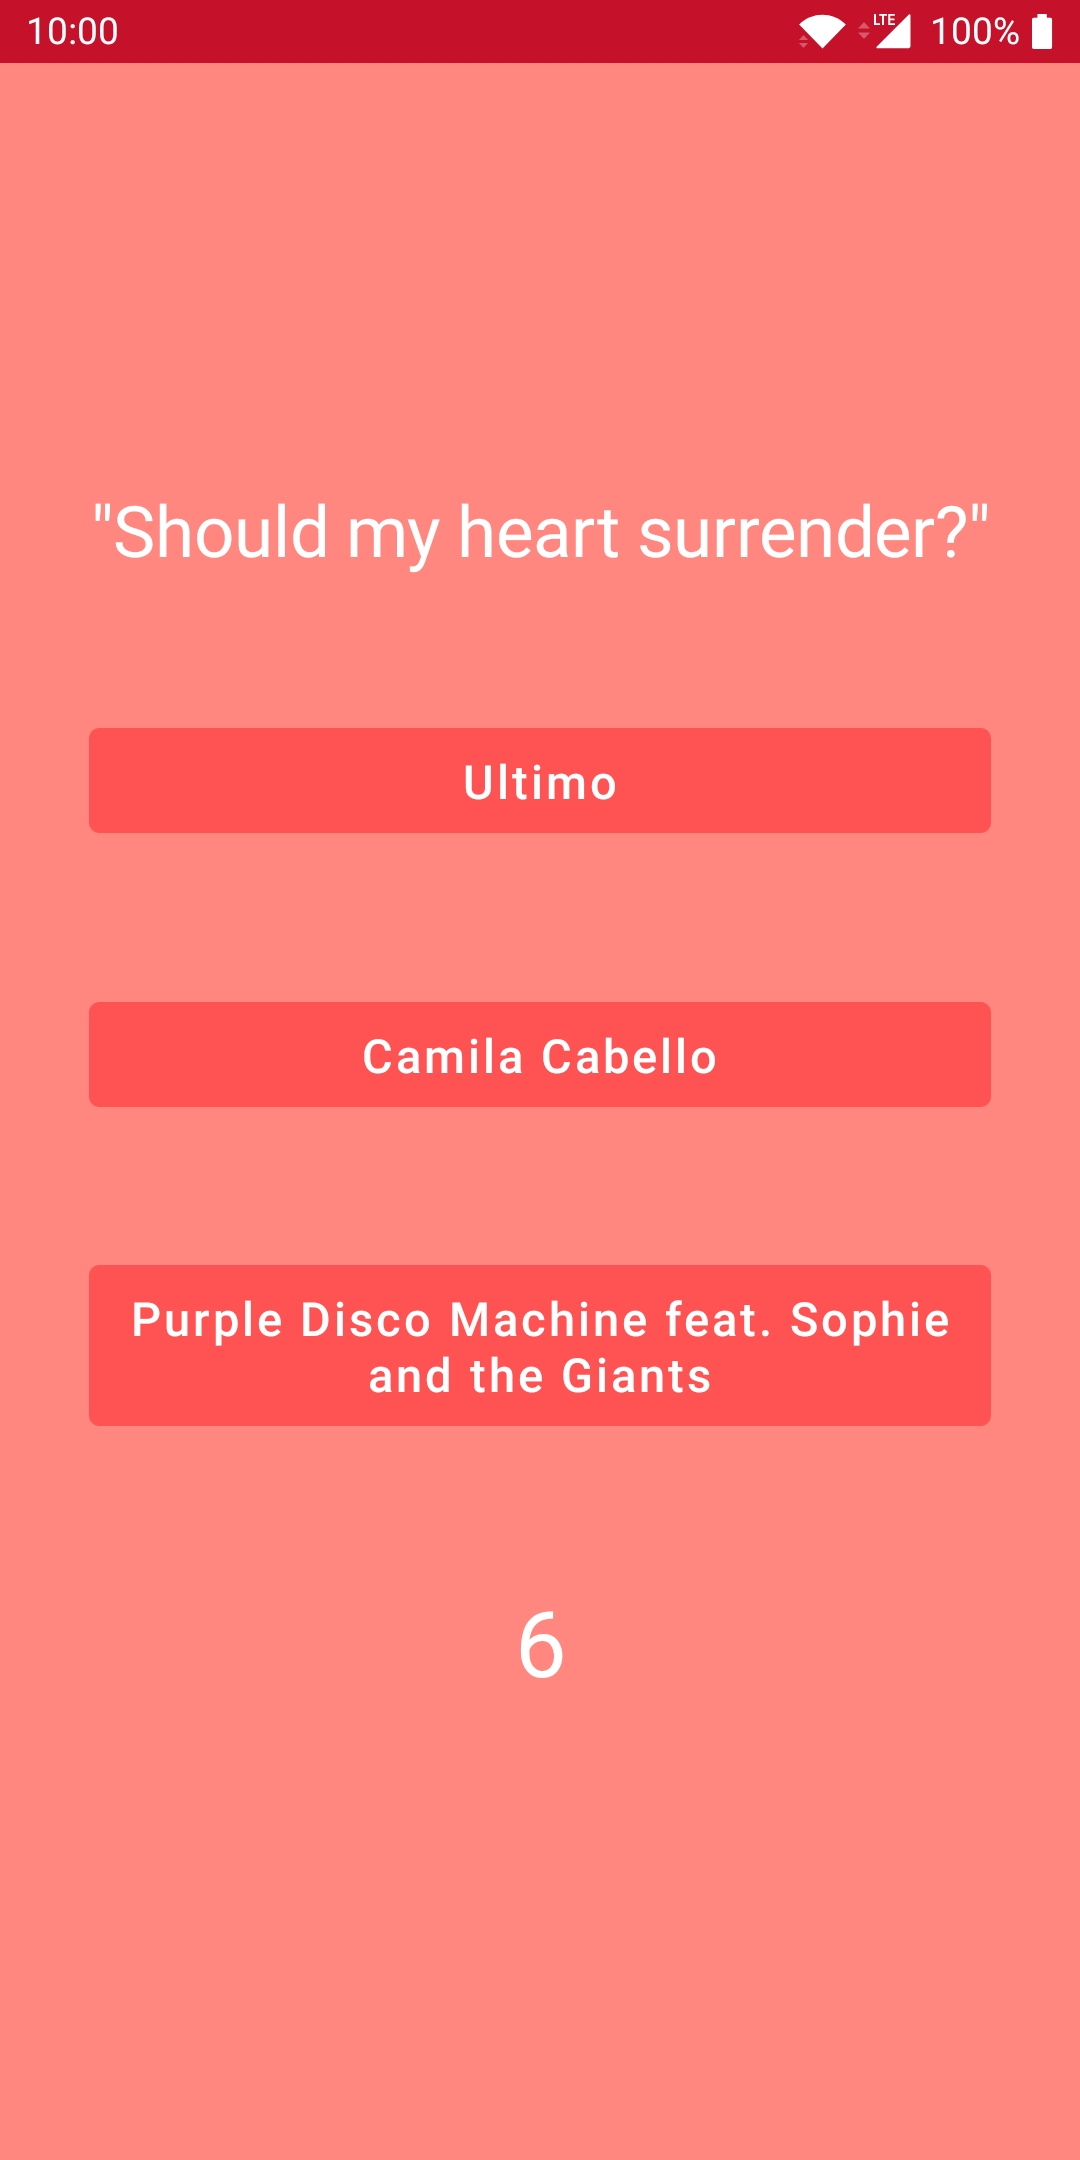 10:00 LTE 100%
"Should my heart surrender?"
Ultimo
Camila Cabello
Purple Disco Machine feat. Sophie
and the Giants
6